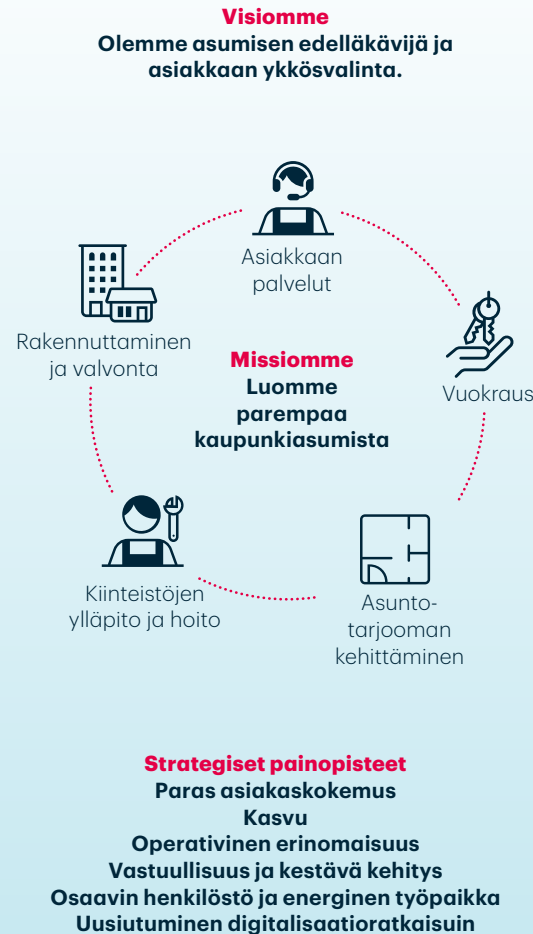 Visiomme
Olemme asumisen edelläkävijä ja
asiakkaan ykkösvalinta.
Asiakkaan
palvelut
Rakennuttaminen
ja valvonta
Missiomme
Luomme
parempaa
kaupunkiasumista
Vuokraus
Kiinteistöjen
ylläpito ja hoito
Asunto-
tarjooman
kehittäminen
Strategiset painopisteet
Paras asiakaskokemus
Kasvu
Operativinen erinomaisuus
Vastuullisuus ja kestävä kehitys
Osaavin henkilöstö ja energinen työpaikka
Uusiutuminen digitalisaatioratkaisuin